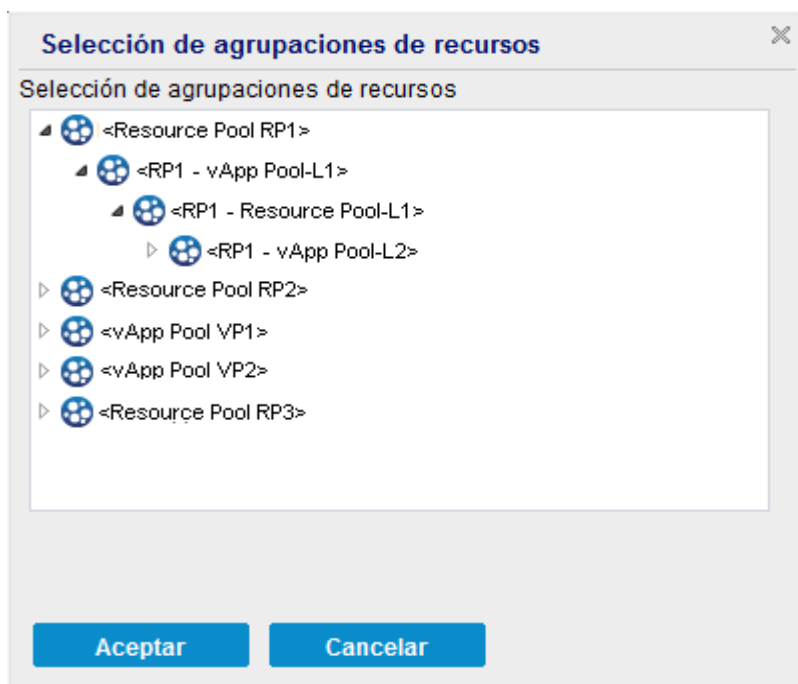 Selección de agrupaciones de recursos
Selección de agrupaciones de recursos
<Resource Pool RP1>
<RP1 - vApp Pool-L1>
<RP1 - Resource Pool-L1>
<RP1 - vApp Pool-L2>
<Resource Pool RP2>
<vApp Pool VP1>
<vApp Pool VP2>
<Resource Pool RP3>
Aceptar Cancelar